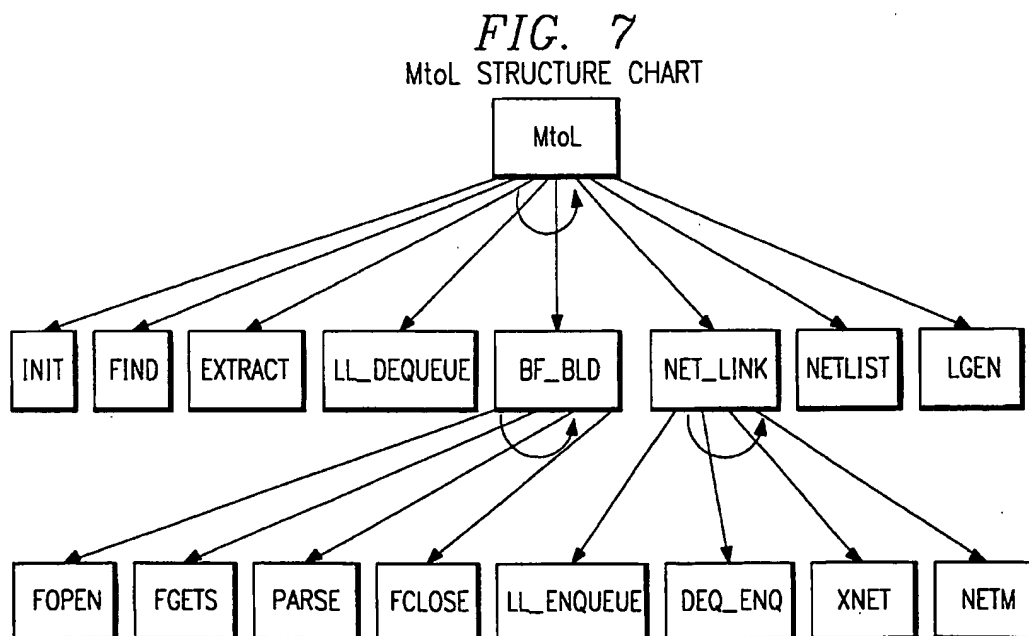 FIG. 7
MtoL STRUCTURE CHART
MtoL
INIT FIND EXTRACT LL_DEQUEUE BF_BLD NET_LINK NETLIST LGEN
FOPEN FGETS PARSE FCLOSE LL_ENQUEUE DEQ_ENQ XNET NETM